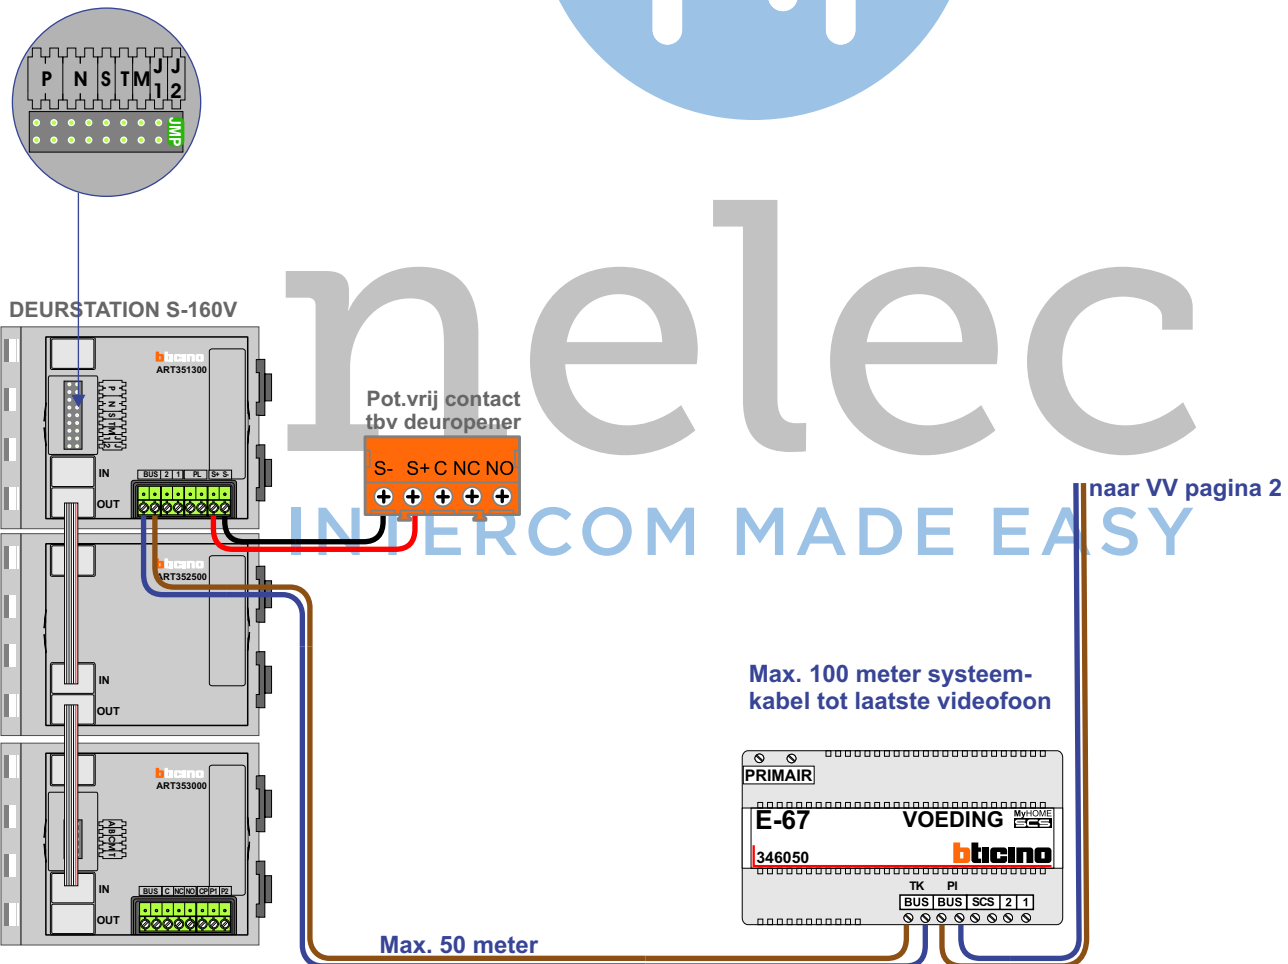 P N S T M J1 J2
JMP
nelec
INTERCOM MADE EASY
DEURSTATION S-160V
bticino
ART351300
P N S T M J1 J2
IN
OUT
BUS 2 1 PL S+ S-
Pot.vrij contact
tbv deuropener
S- S+ C NC NO
naar VV pagina 2
bticino
ART352500
IN
OUT
Max. 100 meter systeem-
kabel tot laatste videofoon
bticino
ART353000
A B C M T
IN
OUT
BUS C NC NO CP P1 P2
PRIMAIR
E-67 VOEDING MyHOME
SCS
346050 bticino
TK PI
BUS BUS SCS 2 1
Max. 50 meter